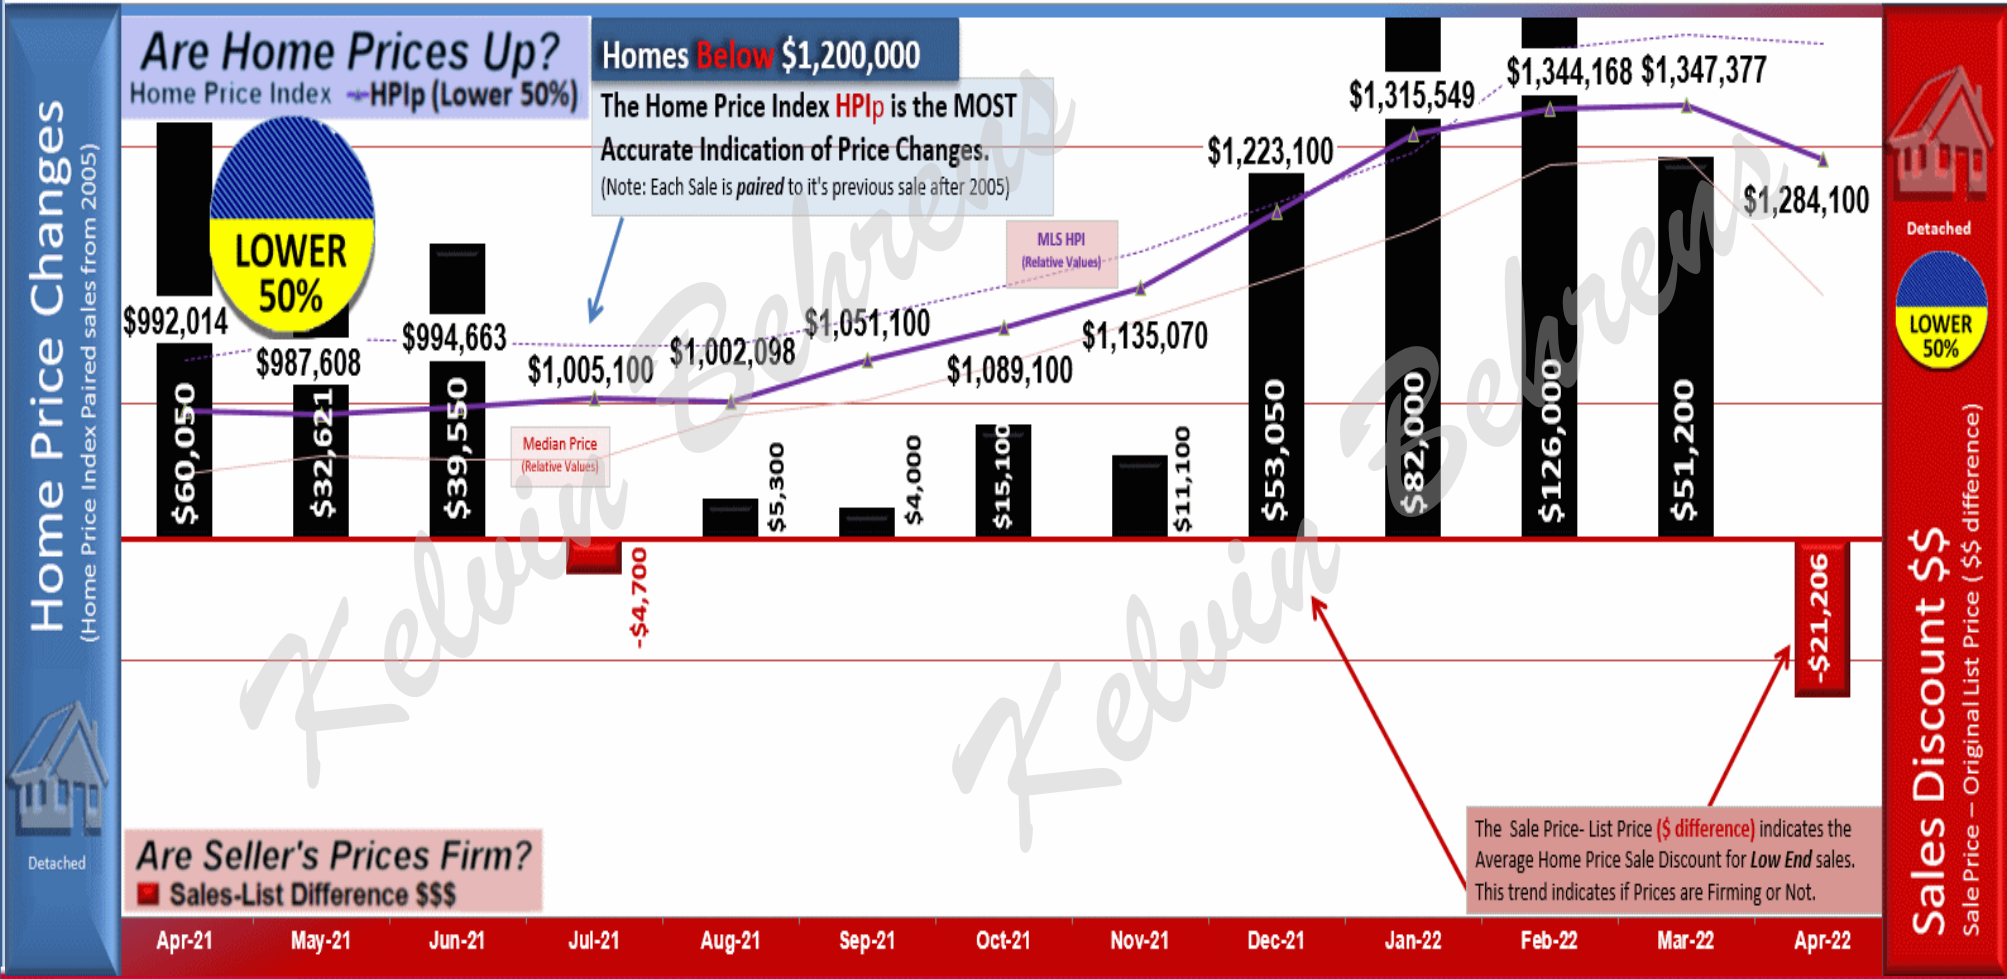 Home Price Changes
(Home Price Index Paired sales from 2005)
Detached
Are Home Prices Up?
Home Price Index HPIp (Lower 50%)
Homes Below $1,200,000
The Home Price Index HPIp is the MOST
Accurate Indication of Price Changes.
(Note: Each Sale is paired to it's previous sale after 2005)
LOWER
50%
MLS HPI
(Relative Values)
Median Price
(Relative Values)
$992,014
$987,608
$994,663
$1,005,100
$1,002,098
$1,051,100
$1,089,100
$1,135,070
$1,223,100
$1,315,549
$1,344,168
$1,347,377
$1,284,100
$60,050
$32,621
$39,550
-$4,700
$5,300
$4,000
$15,100
$11,100
$53,050
$82,000
$126,000
$51,200
-$21,206
Kelvin Behrens
Kelvin Behrens
Are Seller's Prices Firm?
Sales-List Difference $$$
The Sale Price- List Price ($ difference) indicates the
Average Home Price Sale Discount for Low End sales.
This trend indicates if Prices are Firming or Not.
Apr-21
May-21
Jun-21
Jul-21
Aug-21
Sep-21
Oct-21
Nov-21
Dec-21
Jan-22
Feb-22
Mar-22
Apr-22
Detached
LOWER
50%
Sales Discount $$
Sale Price – Original List Price ( $$ difference)